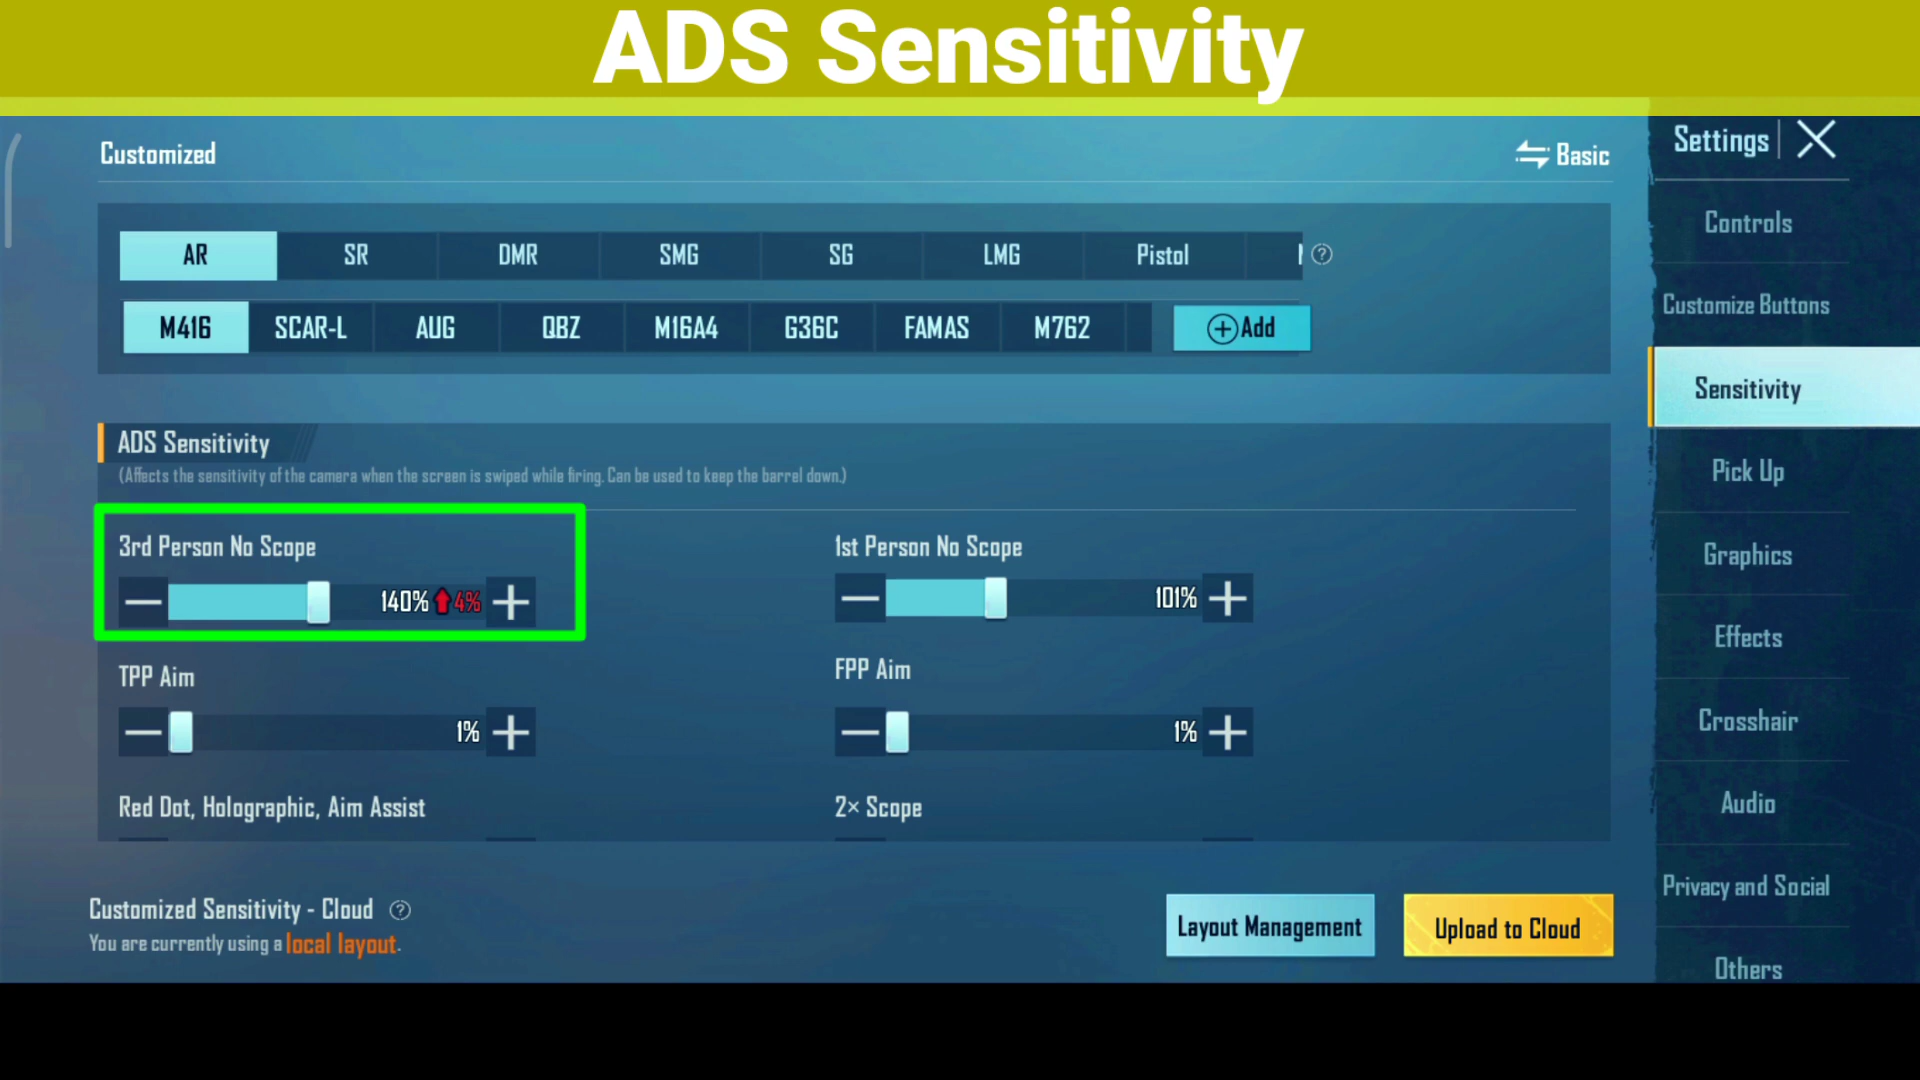 ADS Sensitivity
Customized
Basic
Settings
AR SR DMR SMG SG LMG Pistol
M416 SCAR-L AUG QBZ M16A4 G36C FAMAS M762 Add
ADS Sensitivity
(Affects the sensitivity of the camera when the screen is swiped while firing. Can be used to keep the barrel down.)
3rd Person No Scope
140% 4%
1st Person No Scope
101%
TPP Aim
1%
FPP Aim
1%
Red Dot, Holographic, Aim Assist
2× Scope
Customized Sensitivity - Cloud ?
You are currently using a local layout.
Layout Management
Upload to Cloud
Controls
Customize Buttons
Sensitivity
Pick Up
Graphics
Effects
Crosshair
Audio
Privacy and Social
Others